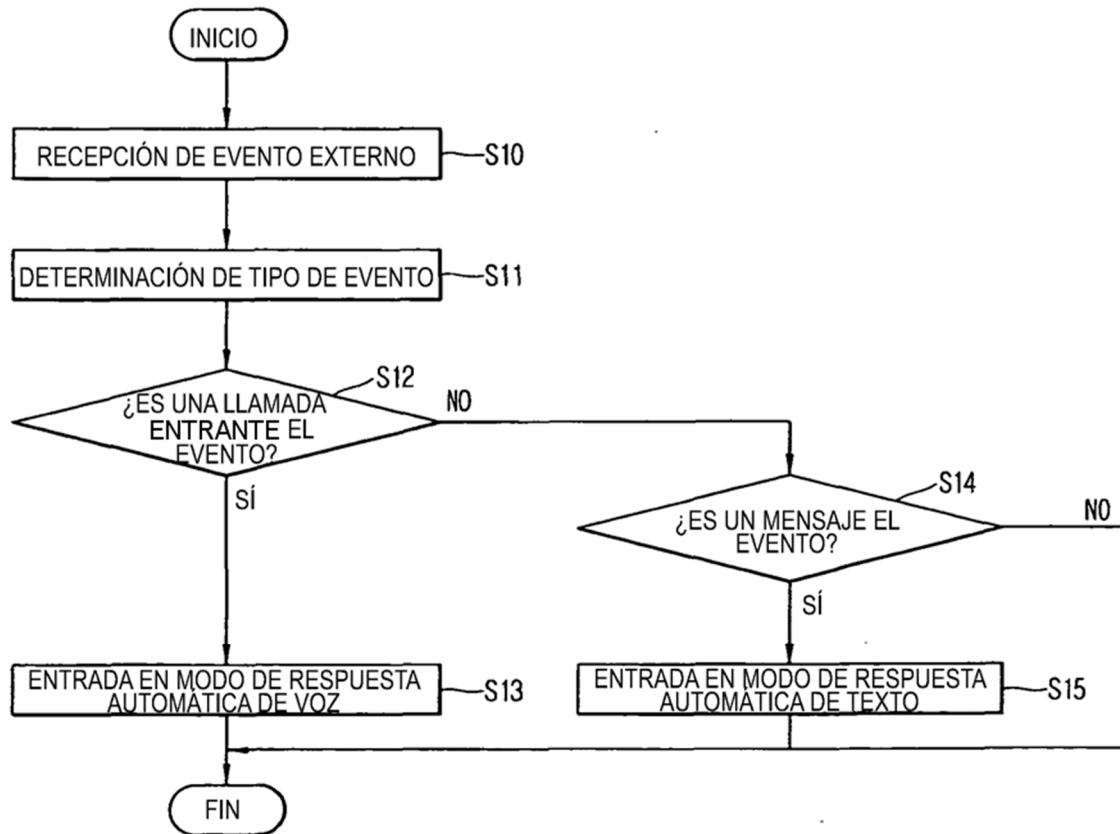 INICIO
RECEPCIÓN DE EVENTO EXTERNO
S10
DETERMINACIÓN DE TIPO DE EVENTO
S11
S12
¿ES UNA LLAMADA
ENTRANTE EL
EVENTO?
NO
SÍ
S14
¿ES UN MENSAJE EL
EVENTO?
NO
SÍ
ENTRADA EN MODO DE RESPUESTA
AUTOMÁTICA DE VOZ
S13
ENTRADA EN MODO DE RESPUESTA
AUTOMÁTICA DE TEXTO
S15
FIN